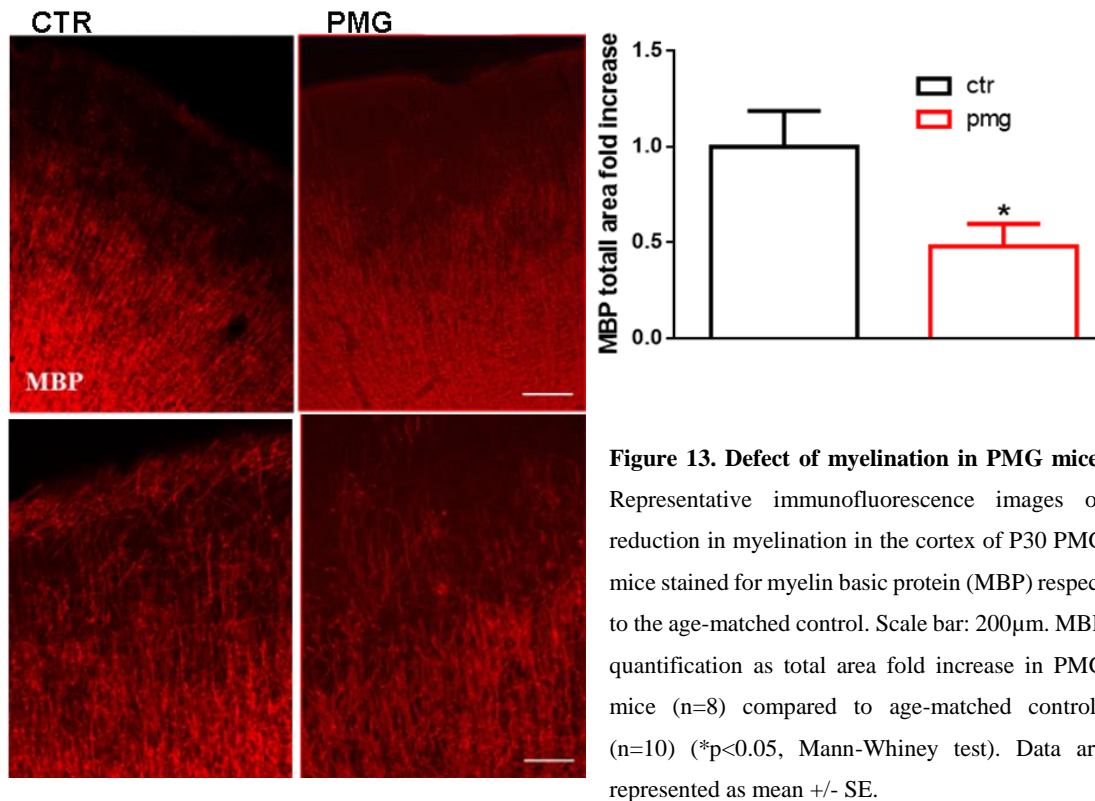 CTR PMG
MBP
MBP totall area fold increase
1.5
1.0
0.5
0.0
ctr
pmg
*
Figure 13. Defect of myelination in PMG mice
Representative immunofluorescence images o
reduction in myelination in the cortex of P30 PMG
mice stained for myelin basic protein (MBP) respec
to the age-matched control. Scale bar: 200µm. MBP
quantification as total area fold increase in PMG
mice (n=8) compared to age-matched control
(n=10) (*p<0.05, Mann-Whiney test). Data ar
represented as mean +/- SE.